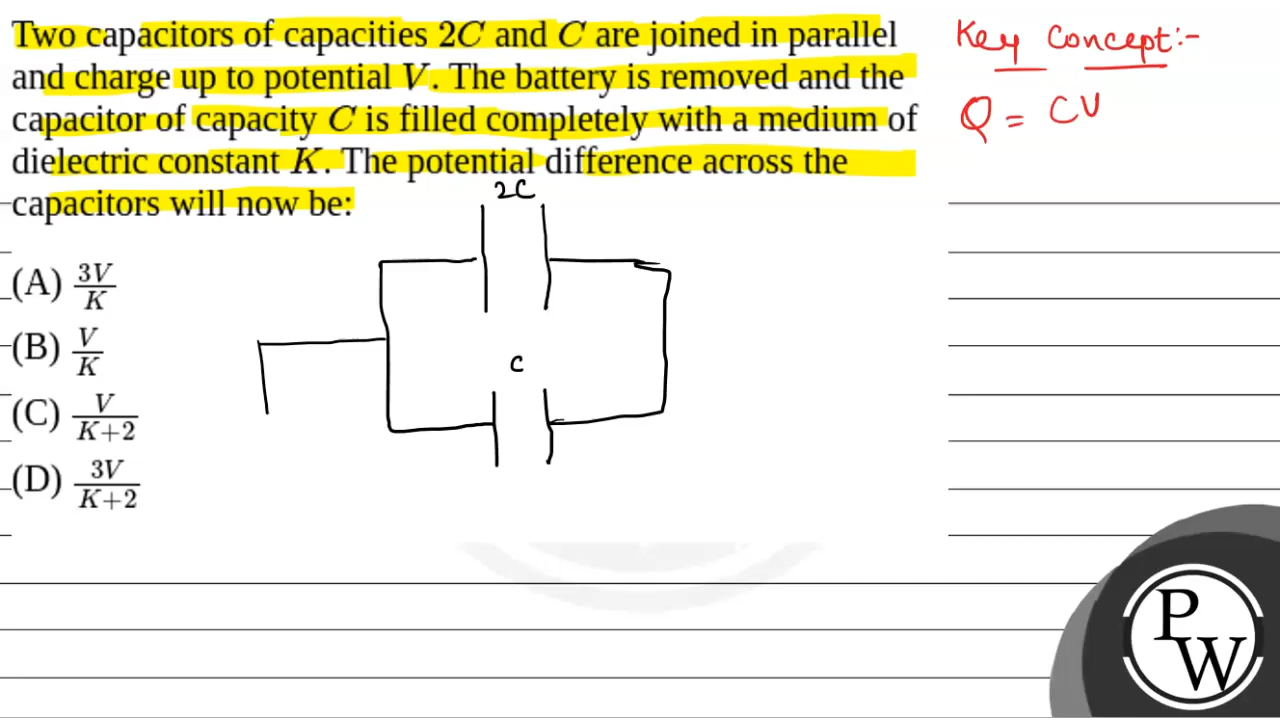 Two capacitors of capacities 2C and C are joined in parallel
and charge up to potential V. The battery is removed and the
capacitor of capacity C is filled completely with a medium of
dielectric constant K. The potential difference across the
capacitors will now be:
(A) 3V/K
(B) V/K
(C) V/K+2
(D) 3V/K+2
Key Concept:-
Q = CV
2C
C
PW